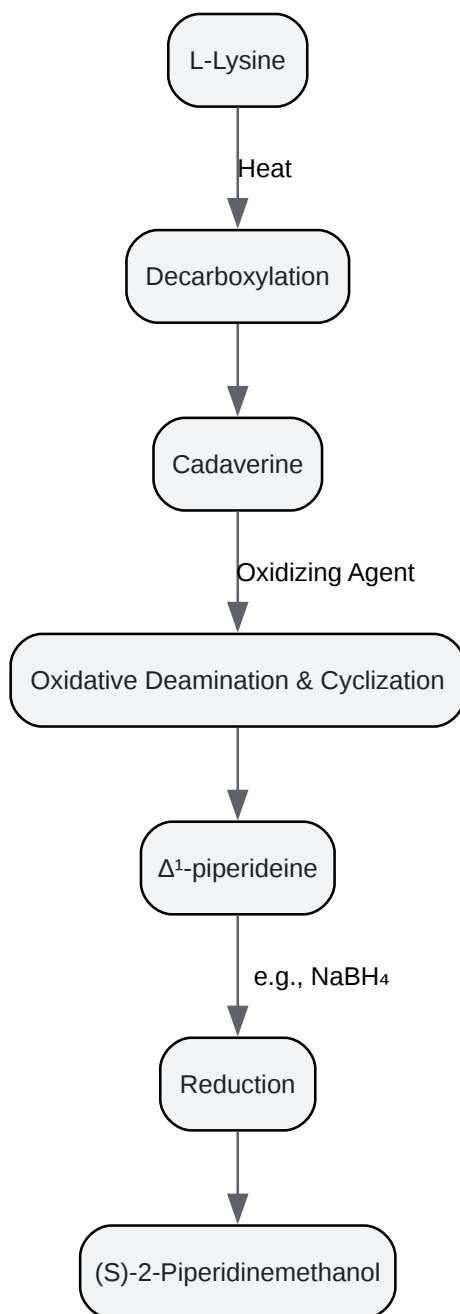 L-Lysine
Heat
Decarboxylation
Cadaverine
Oxidizing Agent
Oxidative Deamination & Cyclization
Δ¹-piperideine
e.g., NaBH₄
Reduction
(S)-2-Piperidinemethanol